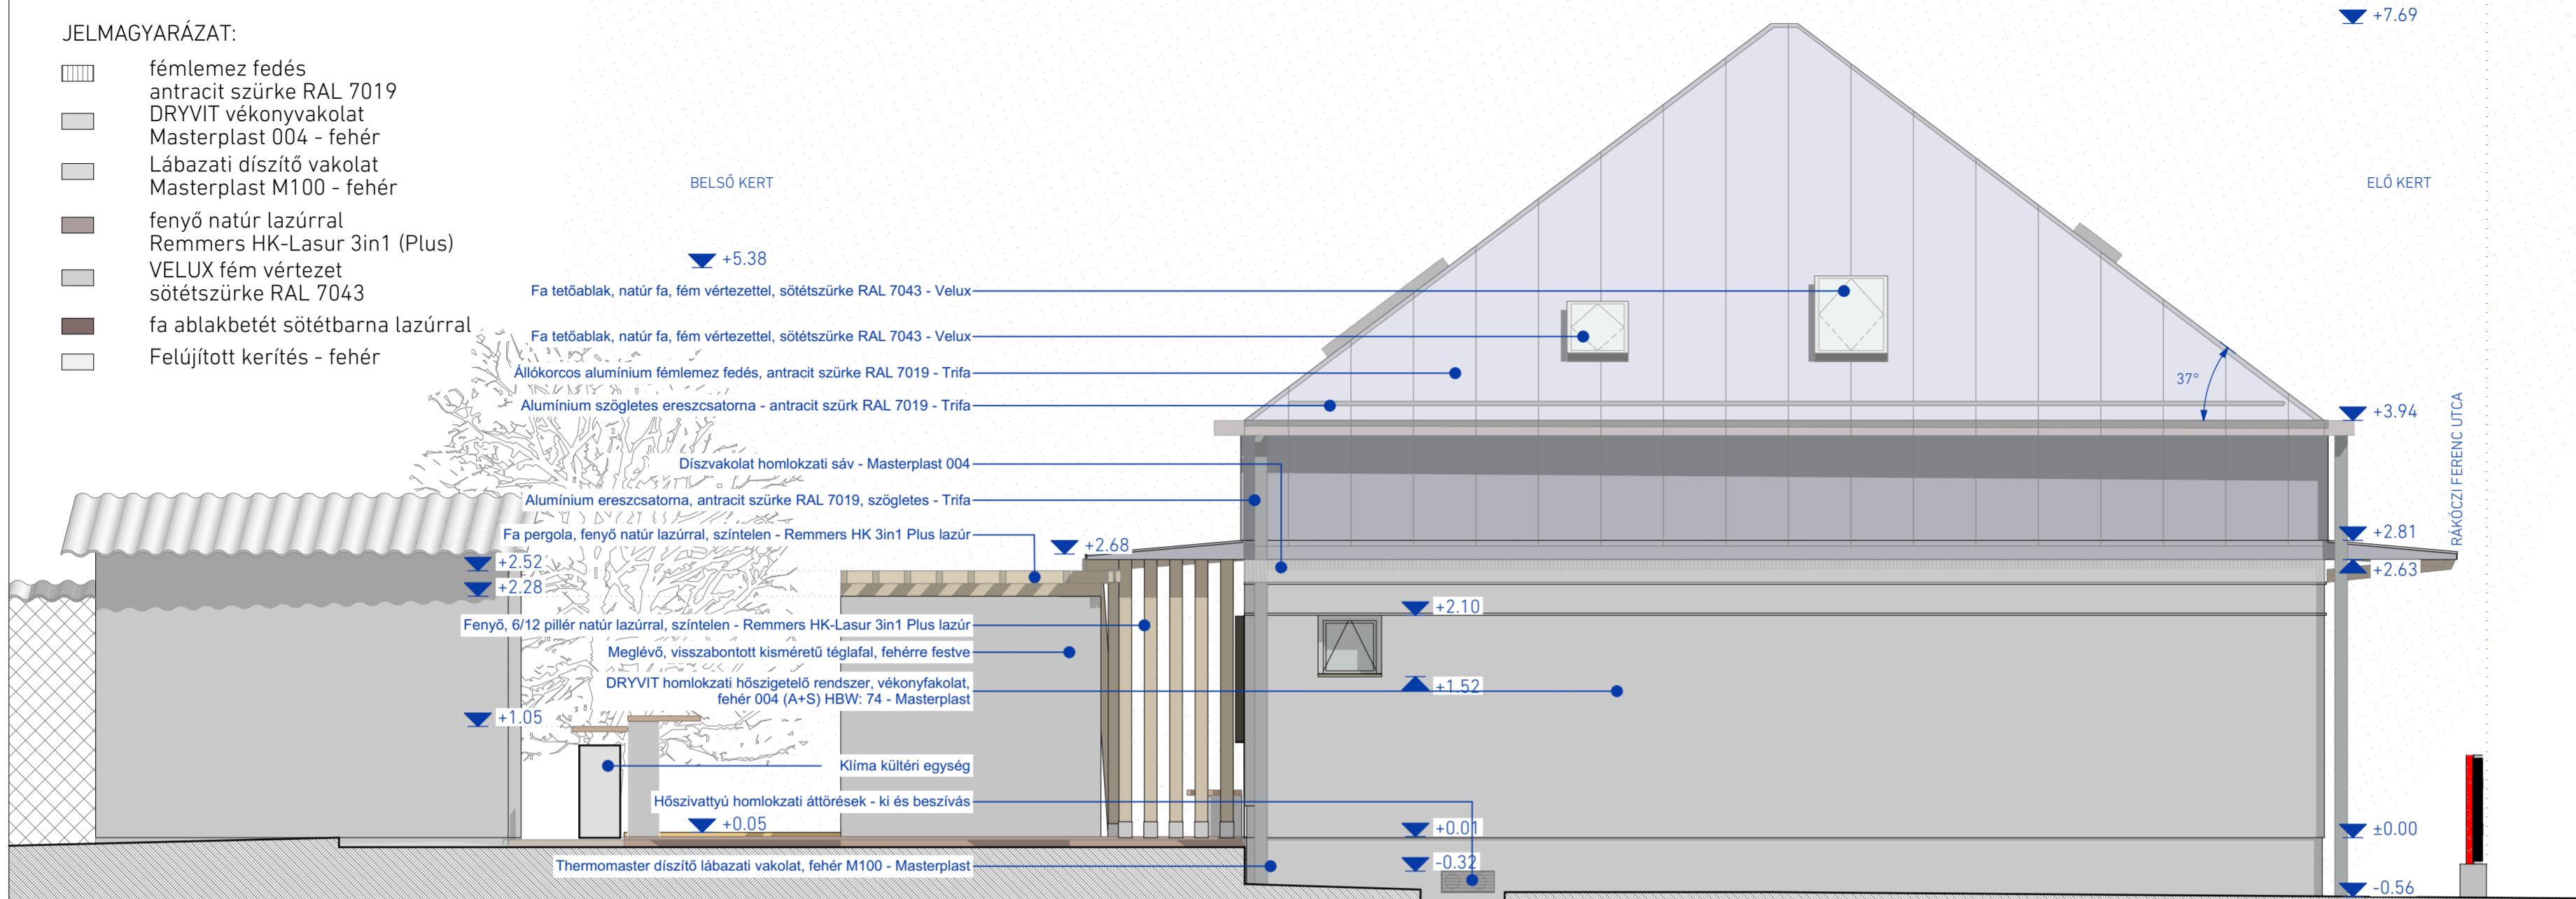 JELMAGYARÁZAT:
fémlemez fedés
antracit szürke RAL 7019
DRYVIT vékonyvakolat
Masterplast 004 - fehér
Lábazati díszítő vakolat
Masterplast M100 - fehér
fenyő natúr lazúrral
Remmers HK-Lasur 3in1 (Plus)
VELUX fém vértezet
sötétszürke RAL 7043
fa ablakbetét sötétbarna lazúrral
Felújított kerítés - fehér
BELSŐ KERT
+5.38
Fa tetőablak, natúr fa, fém vértezettel, sötétszürke RAL 7043 - Velux
Fa tetőablak, natúr fa, fém vértezettel, sötétszürke RAL 7043 - Velux
Állókorcos alumínium fémlemez fedés, antracit szürke RAL 7019 - Trifa
Alumínium szögletes ereszcsatorna - antracit szürk RAL 7019 - Trifa
Díszvakolat homlokzati sáv - Masterplast 004
Alumínium ereszcsatorna, antracit szürke RAL 7019, szögletes - Trifa
Fa pergola, fenyő natúr lazúrral, színtelen - Remmers HK 3in1 Plus lazúr
+2.68
+2.52
+2.28
Fenyő, 6/12 pillér natúr lazúrral, színtelen - Remmers HK-Lasur 3in1 Plus lazúr
Meglévő, visszabontott kisméretű téglafal, fehérre festve
DRYVIT homlokzati hőszigetelő rendszer, vékonyfakolat,
fehér 004 (A+S) HBW: 74 - Masterplast
+1.05
Klíma kültéri egység
Hőszivattyú homlokzati áttörések - ki és beszívás
+0.05
Thermomaster díszítő lábazati vakolat, fehér M100 - Masterplast
+2.10
+1.52
+0.01
-0.32
37°
+7.69
ELŐ KERT
+3.94
RÁKÓCZI FERENC UTCA
+2.81
+2.63
±0.00
-0.56